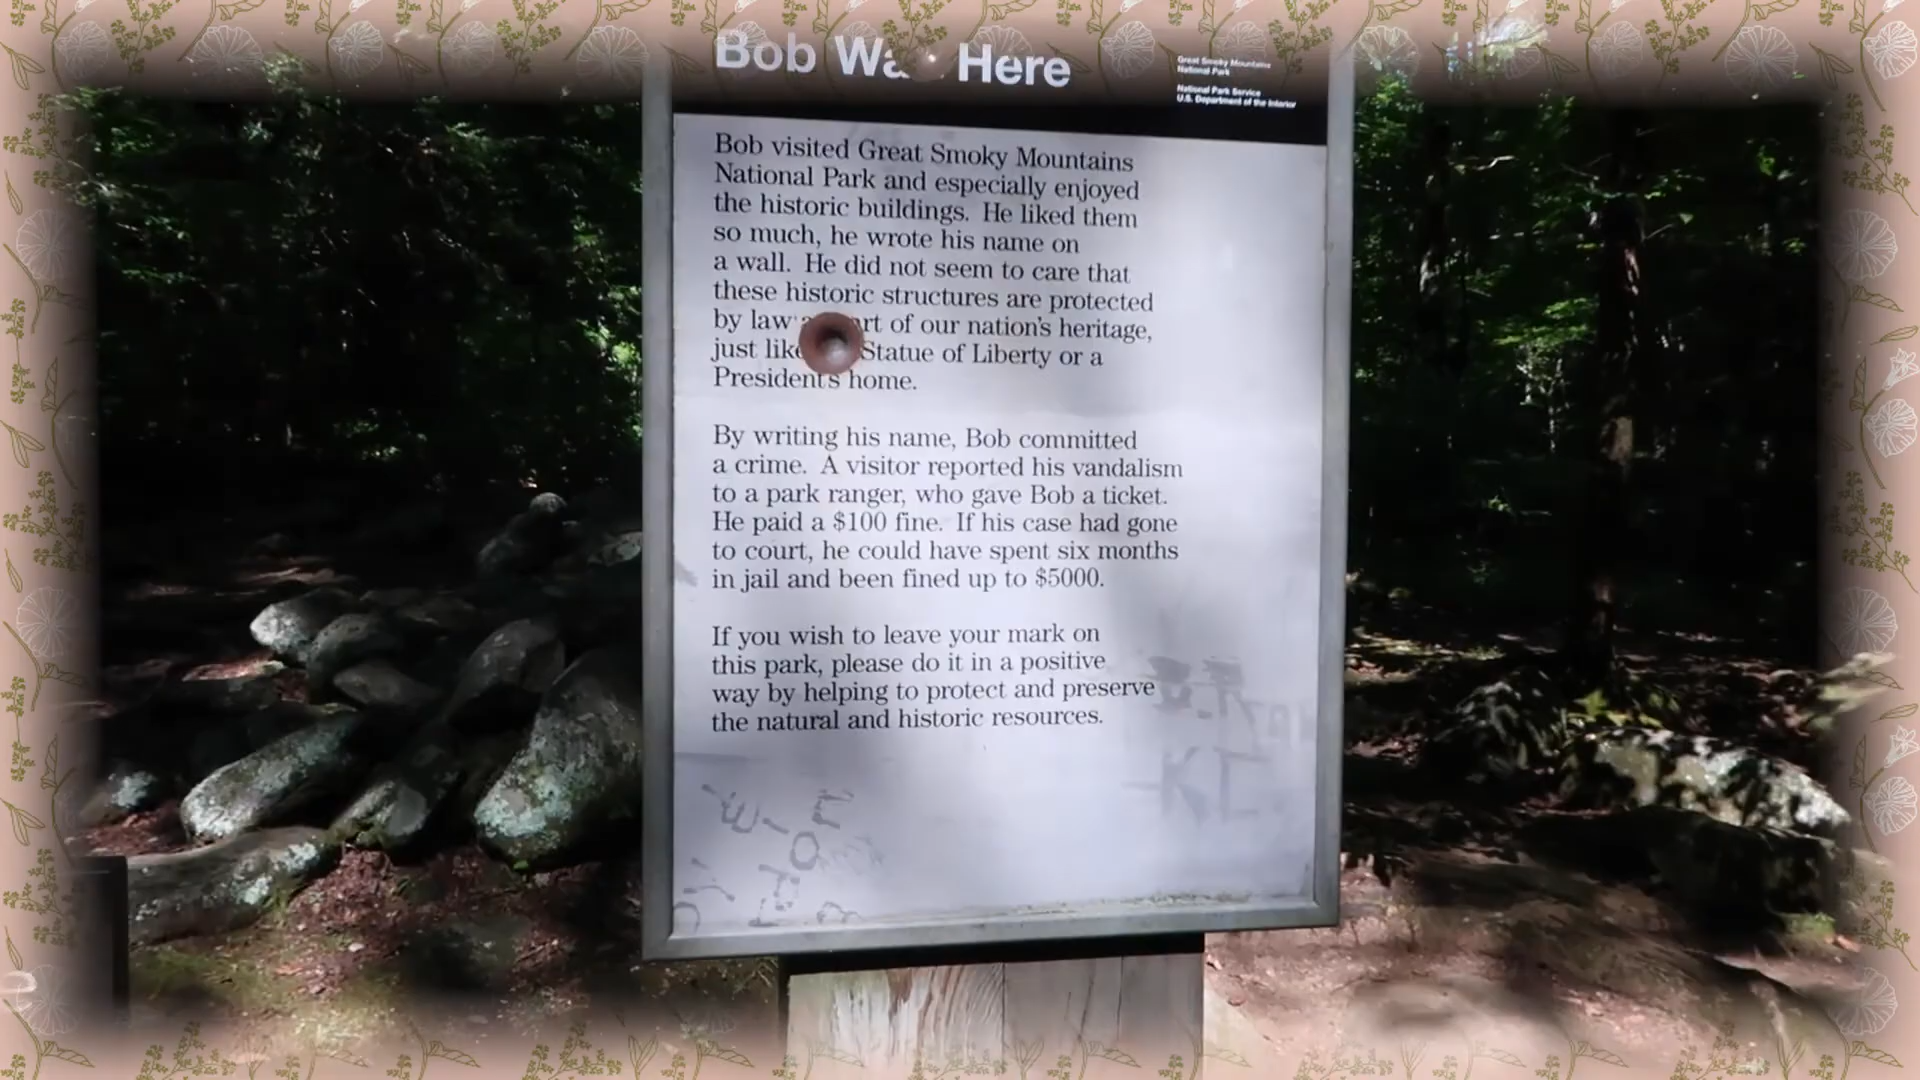 Bob Wa Here
Great Smoky Mountains
National Park
National Park Service
U.S. Department of the Interior
Bob visited Great Smoky Mountains
National Park and especially enjoyed
the historic buildings. He liked them
so much, he wrote his name on
a wall. He did not seem to care that
these historic structures are protected
by law art of our nation's heritage,
just like Statue of Liberty or a
President's home.
By writing his name, Bob committed
a crime. A visitor reported his vandalism
to a park ranger, who gave Bob a ticket.
He paid a $100 fine. If his case had gone
to court, he could have spent six months
in jail and been fined up to $5000.
If you wish to leave your mark on
this park, please do it in a positive
way by helping to protect and preserve
the natural and historic resources.